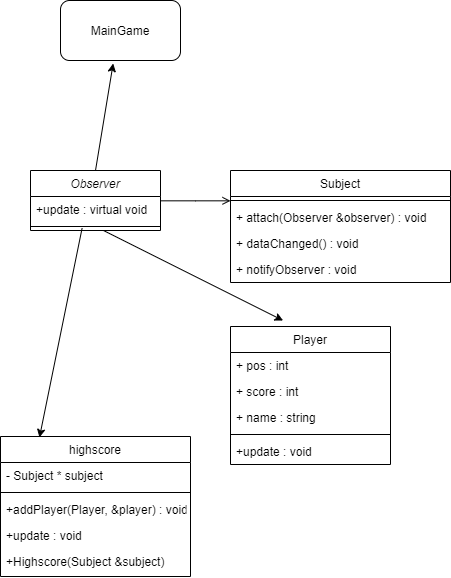 MainGame
Observer
+update : virtual void
Subject
+ attach(Observer &observer) : void
+ dataChanged() : void
+ notifyObserver : void
Player
+ pos : int
+ score : int
+ name : string
+update : void
highscore
- Subject * subject
+addPlayer(Player, &player) : void
+update : void
+Highscore(Subject &subject)